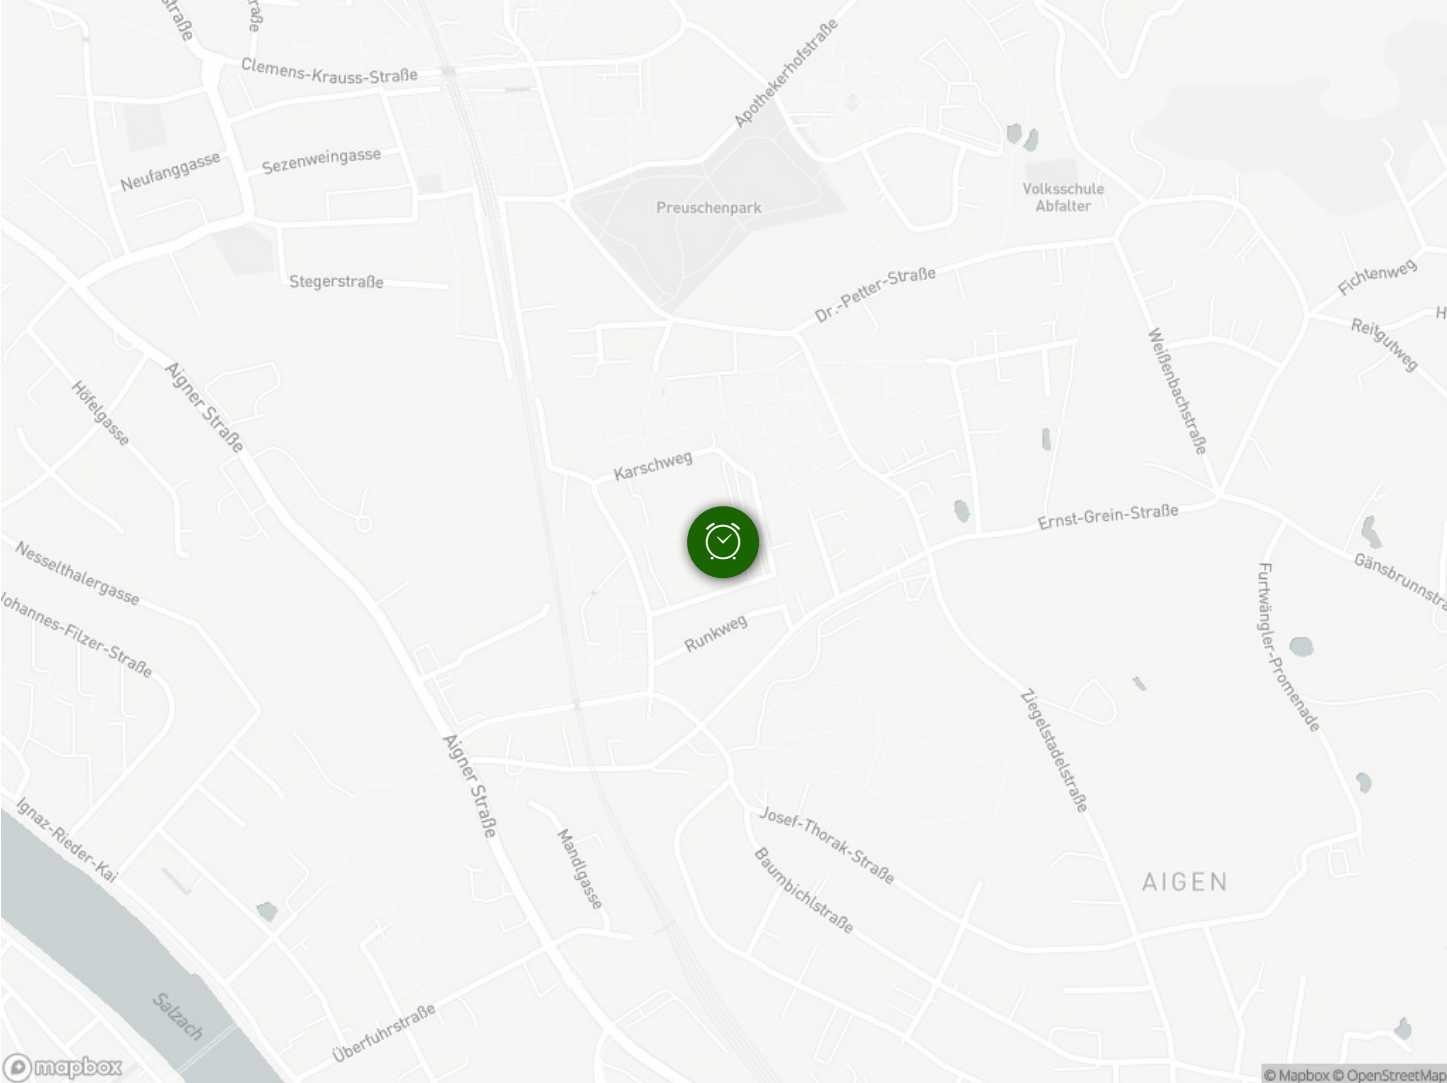 straße
raße
Clemens-Krauss-Straße
Apothekerhofstraße
Neufanggasse
Sezenweingasse
Preuschenpark
Volksschule
Abfalter
Stegerstraße
Dr.-Petter-Straße
Fichtenweg
Reitgutweg
H
Weißenbachstraße
Aigner Straße
Höfelgasse
Karschweg
Ernst-Grein-Straße
Gänsbrunnstra
Nesselthalergasse
Johannes-Filzer-Straße
Runkweg
Furtwängler-Promenade
Ziegelstadelstraße
Aigner Straße
Josef-Thorak-Straße
Mandlgasse
Baumbichlstraße
Ignaz-Rieder-Kai
AIGEN
Salzach
Überfuhrstraße
mapbox
© Mapbox © OpenStreetMap